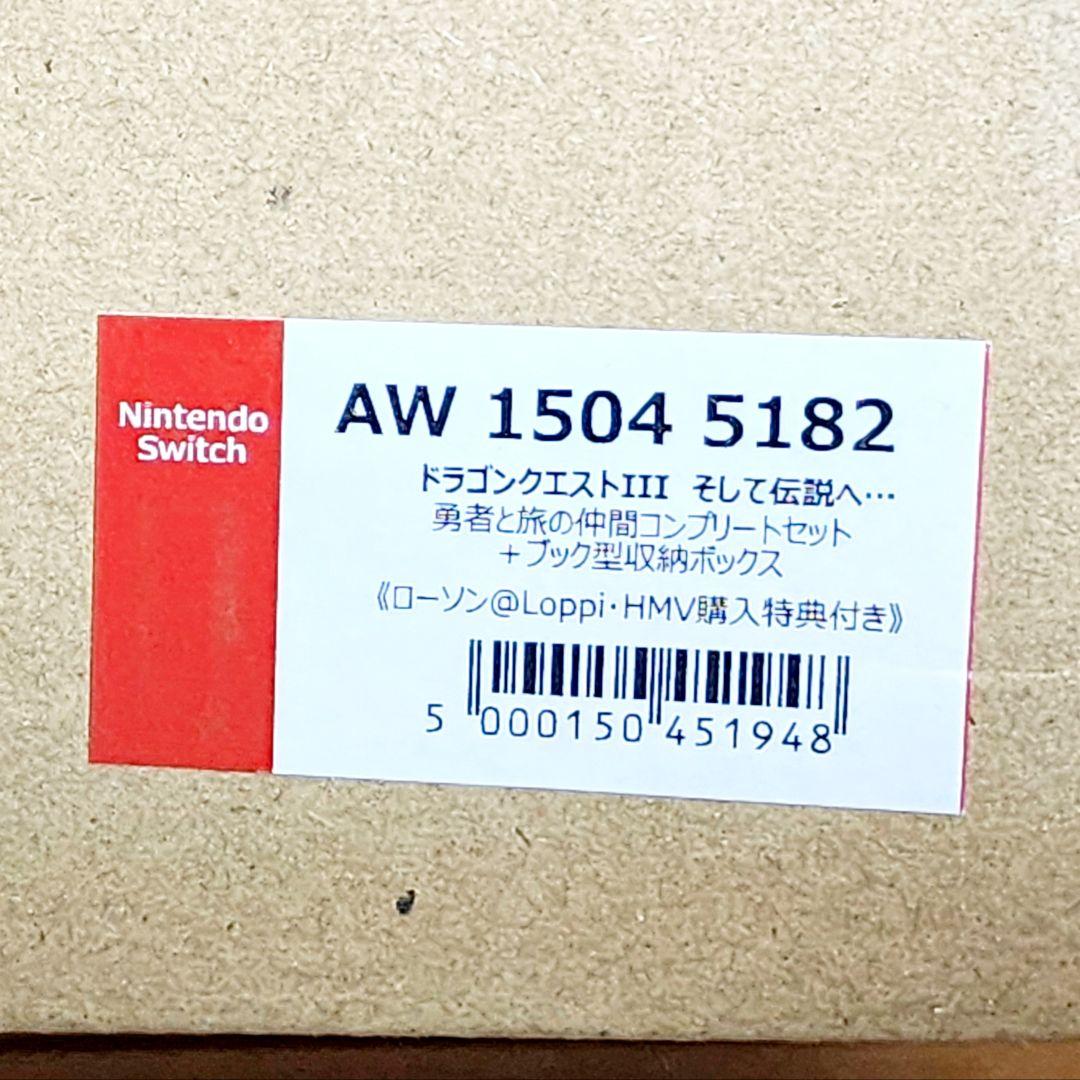 Nintendo
Switch
AW 1504 5182
ドラゴンクエストIII そして伝説へ…
勇者と旅の仲間コンプリートセット
＋ブック型収納ボックス
《ローソン@Loppi・HMV購入特典付き》
5 000150 451948